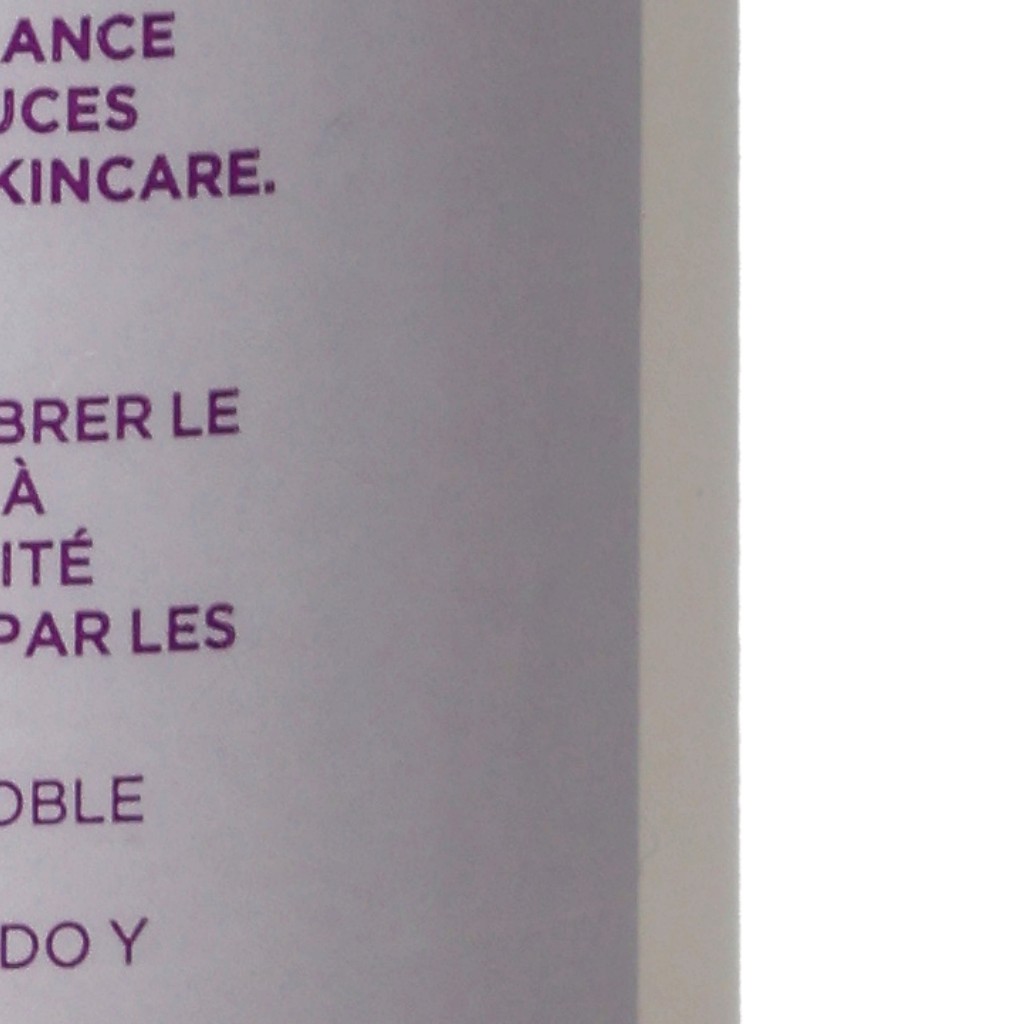 ANCE
UCES
KINCARE.
BRER LE
À
ITÉ
PAR LES
OBLE
DO Y